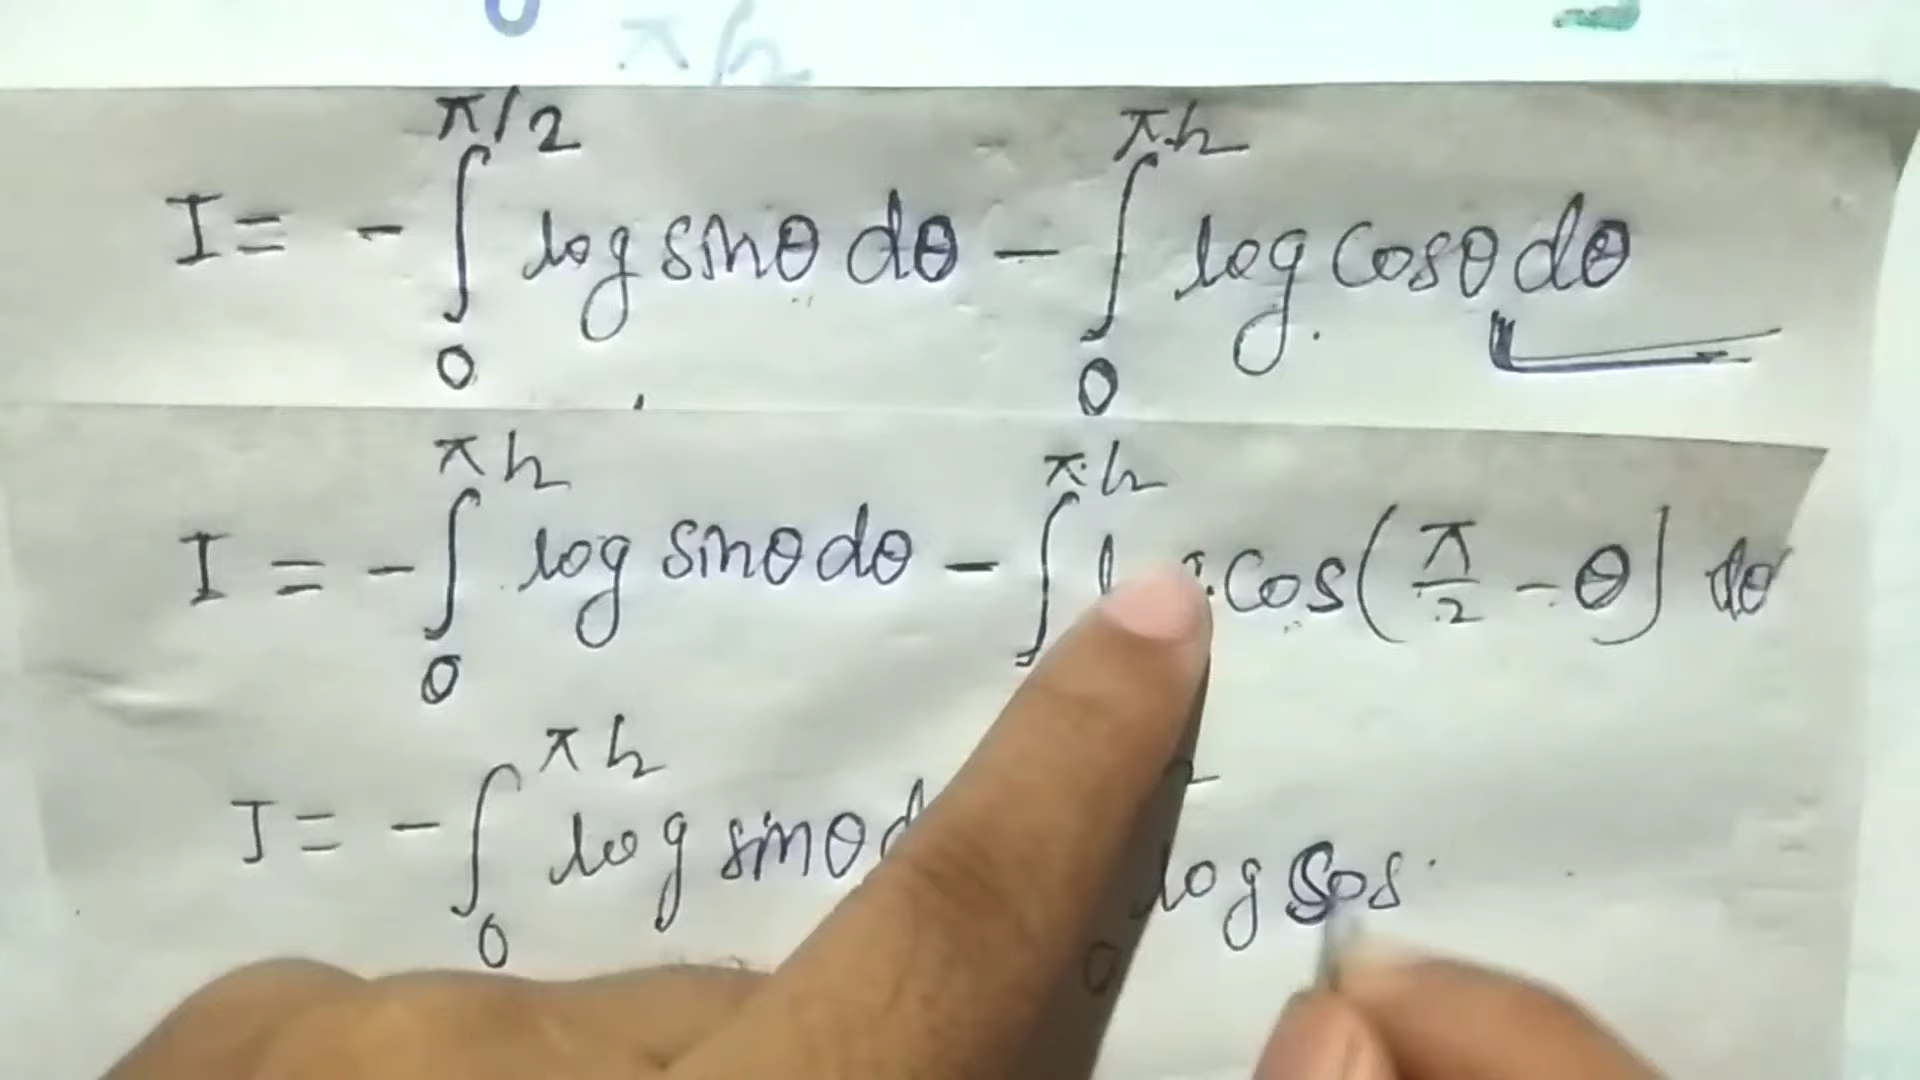 π/2
I = - ∫₀^{π/2} log sinθ dθ - ∫₀^{π/2} log cosθ dθ
I = - ∫₀^{π/2} log sinθ dθ - ∫^{π/2} cos(π/2 - θ) dθ
I = - ∫₀^{π/2} log sinθ d log